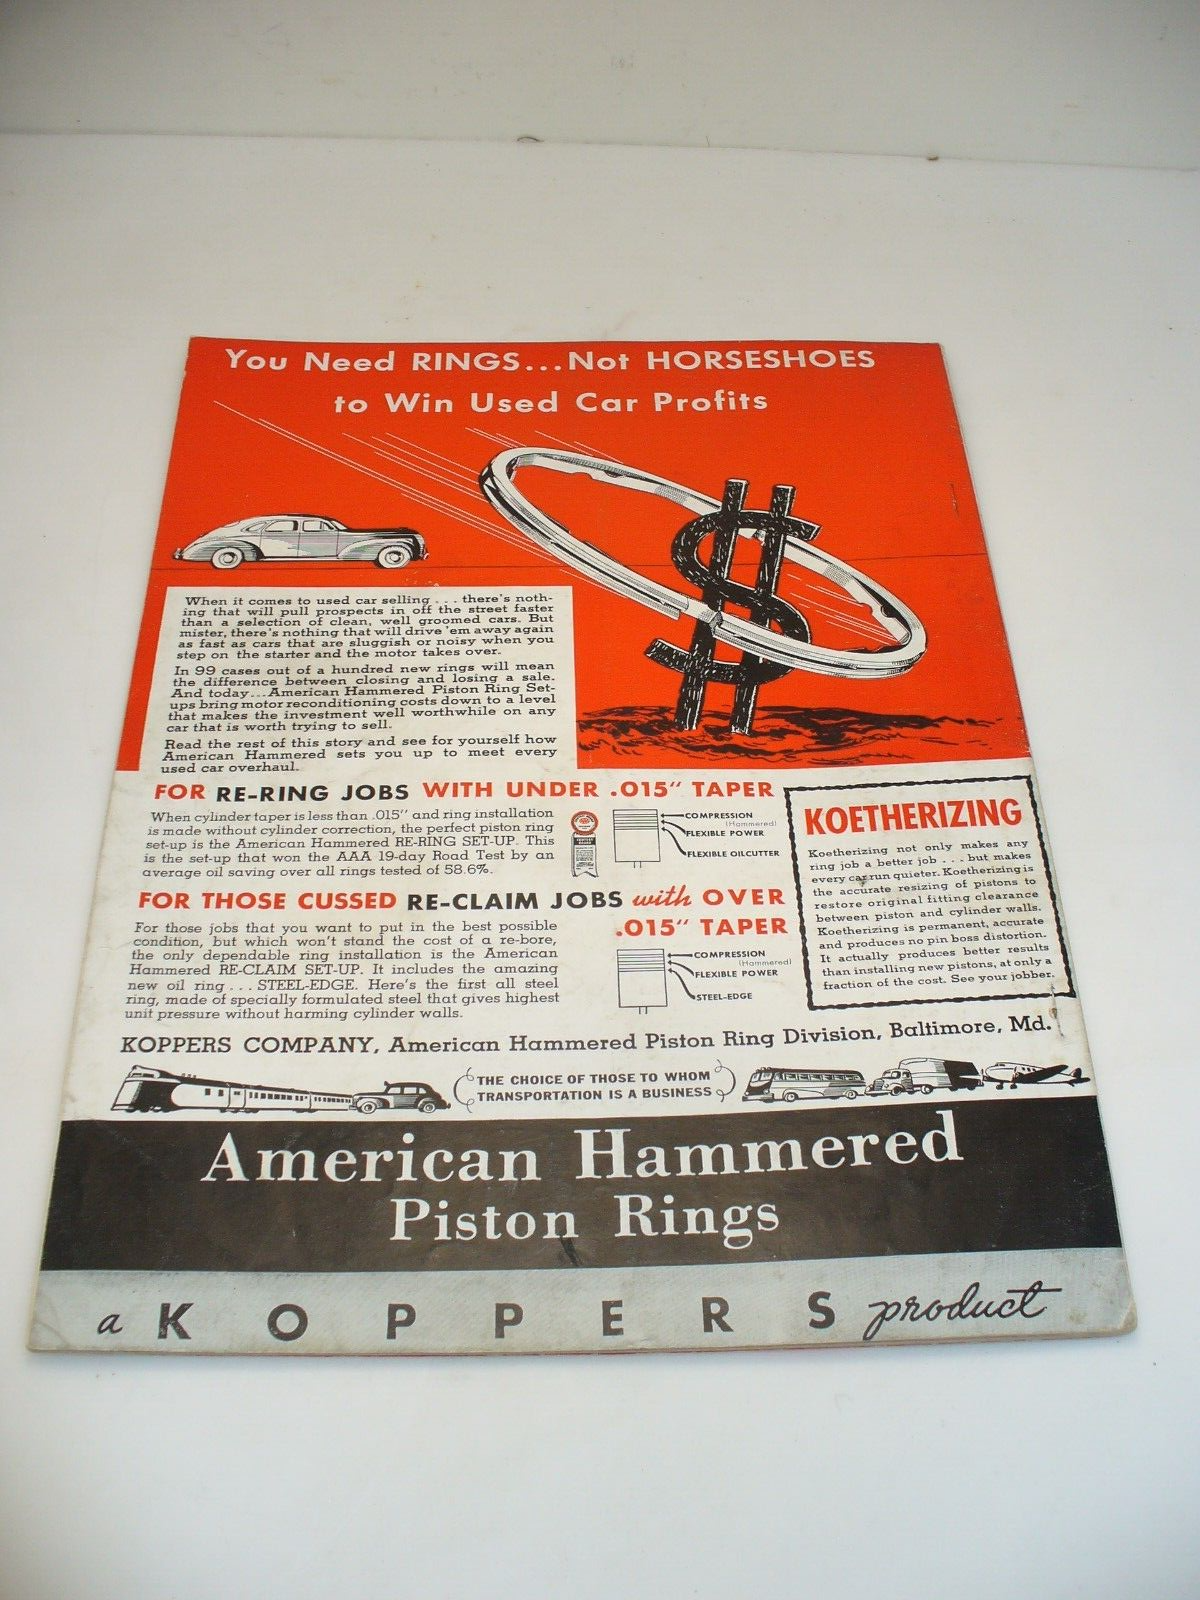 You Need RINGS...Not HORSESHOES
to Win Used Car Profits
When it comes to used car selling . . . there's noth-
ing that will pull prospects in off the street faster
than a selection of clean, well groomed cars. But
mister, there's nothing that will drive 'em away again
as fast as cars that are sluggish or noisy when you
step on the starter and the motor takes over.
In 99 cases out of a hundred new rings will mean
the difference between closing and losing a sale.
And today...American Hammered Piston Ring Set-
ups bring motor reconditioning costs down to a level
that makes the investment well worthwhile on any
car that is worth trying to sell.
Read the rest of this story and see for yourself how
American Hammered sets you up to meet every
used car overhaul.
FOR RE-RING JOBS WITH UNDER .015" TAPER
When cylinder taper is less than .015" and ring installation
is made without cylinder correction, the perfect piston ring
set-up is the American Hammered RE-RING SET-UP. This
is the set-up that won the AAA 19-day Road Test by an
average oil saving over all rings tested of 58.6%.
COMPRESSION
(Hammered)
FLEXIBLE POWER
FLEXIBLE OILCUTTER
FOR THOSE CUSSED RE-CLAIM JOBS with OVER
.015" TAPER
For those jobs that you want to put in the best possible
condition, but which won't stand the cost of a re-bore,
the only dependable ring installation is the American
Hammered RE-CLAIM SET-UP. It includes the amazing
new oil ring . . . STEEL-EDGE. Here's the first all steel
ring, made of specially formulated steel that gives highest
unit pressure without harming cylinder walls.
COMPRESSION
(Hammered)
FLEXIBLE POWER
STEEL-EDGE
KOETHERIZING
Koetherizing not only makes any
ring job a better job . . . but makes
every car run quieter. Koetherizing is
the accurate resizing of pistons to
restore original fitting clearance
between piston and cylinder walls.
Koetherizing is permanent, accurate
and produces no pin boss distortion.
It actually produces better results
than installing new pistons, at only a
fraction of the cost. See your jobber.
KOPPERS COMPANY, American Hammered Piston Ring Division, Baltimore, Md.
THE CHOICE OF THOSE TO WHOM
TRANSPORTATION IS A BUSINESS
American Hammered
Piston Rings
a KOPPERS product